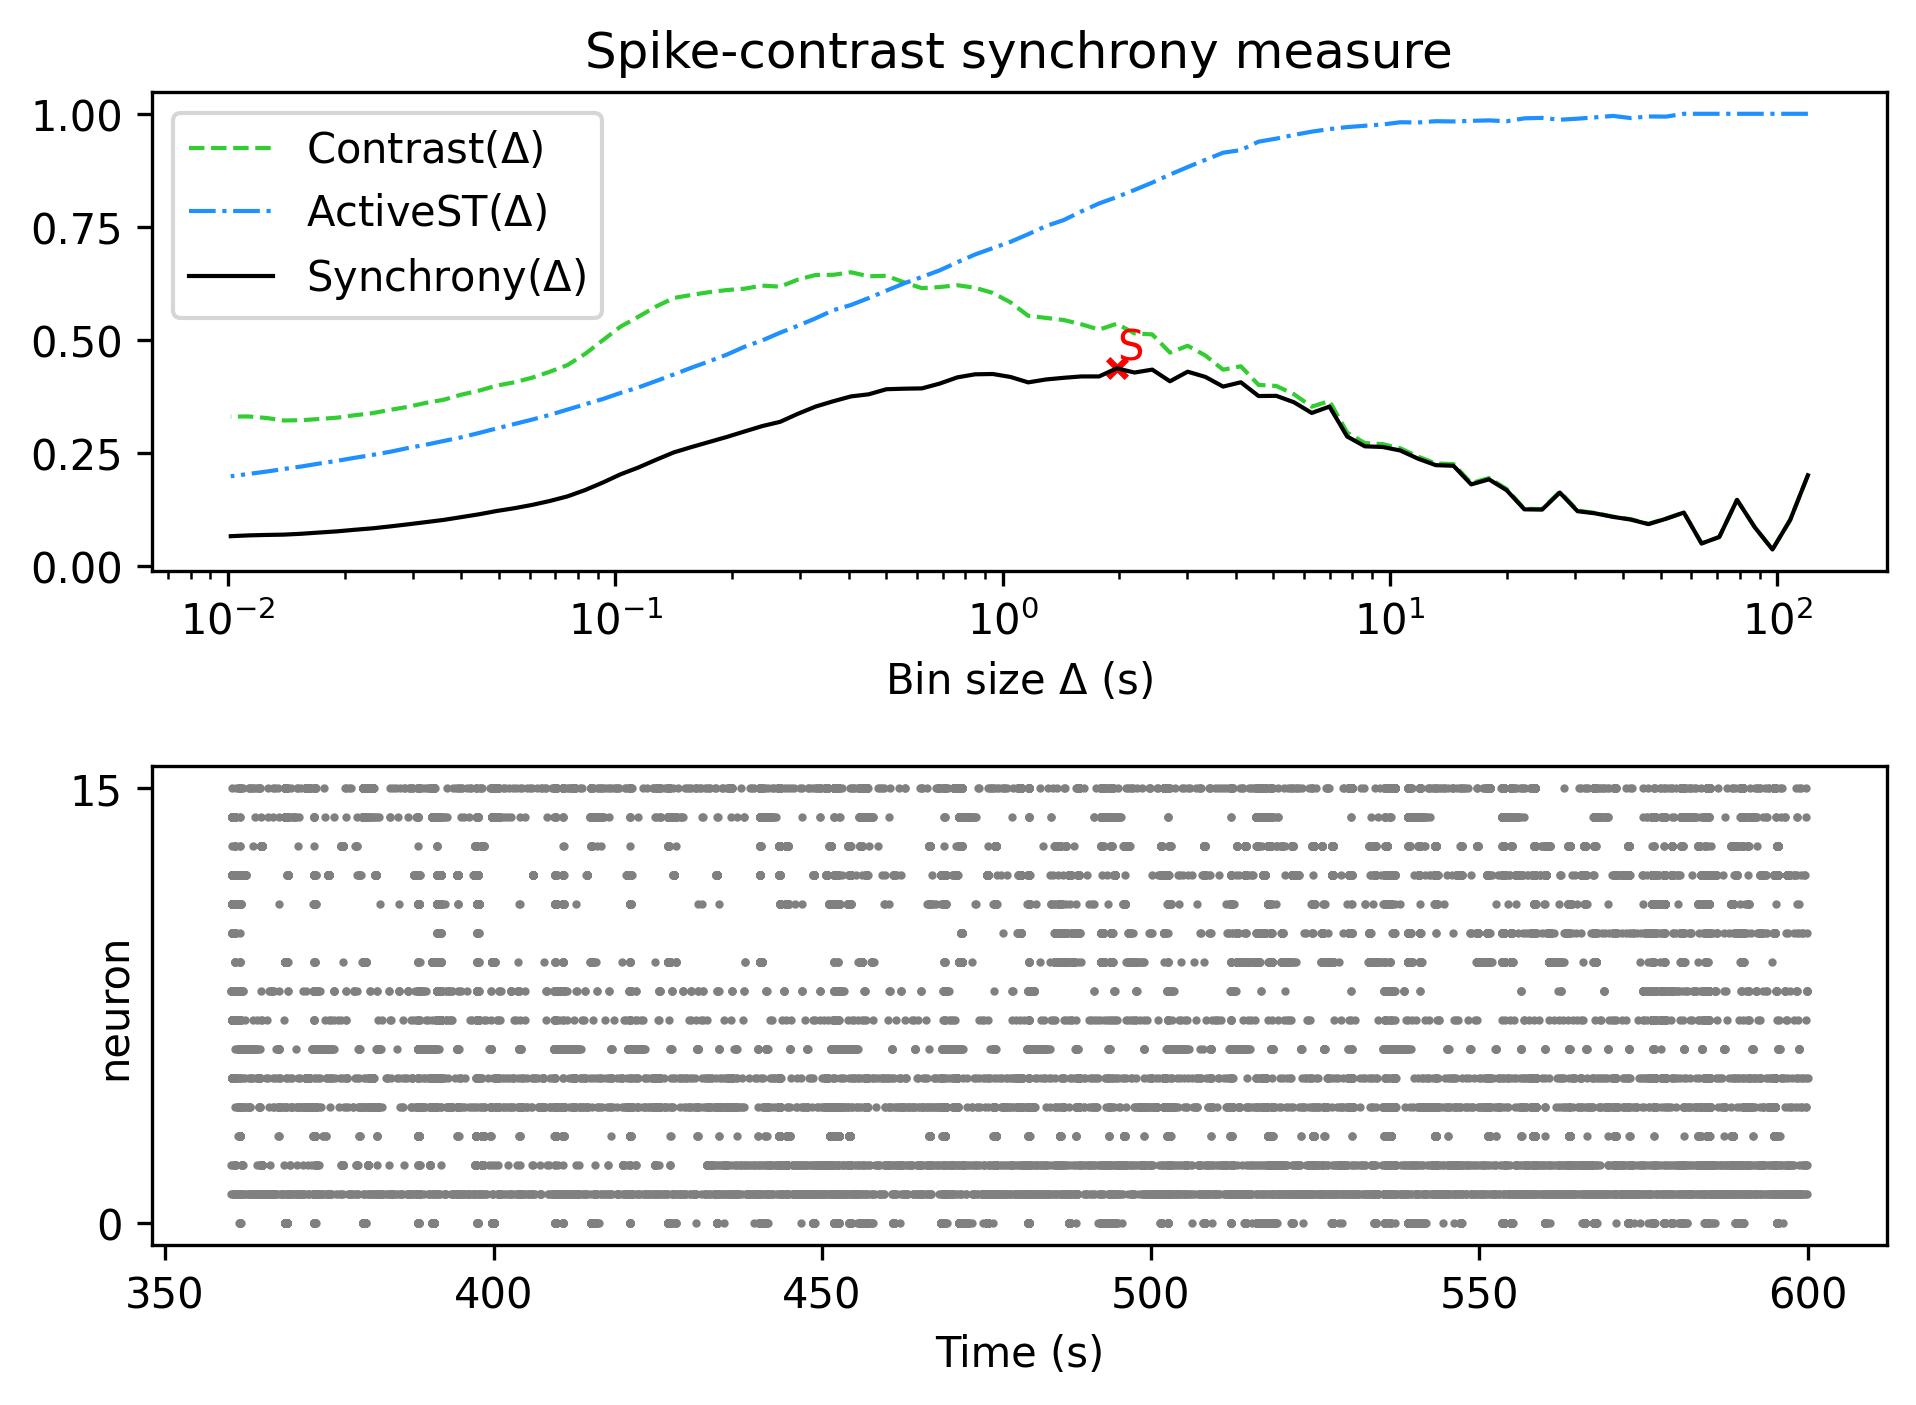 Spike-contrast synchrony measure
1.00
0.75
0.50
0.25
0.00
Contrast(Δ)
ActiveST(Δ)
Synchrony(Δ)
S
10⁻² 10⁻¹ 10⁰ 10¹ 10²
Bin size Δ (s)
15
0
neuron
350 400 450 500 550 600
Time (s)